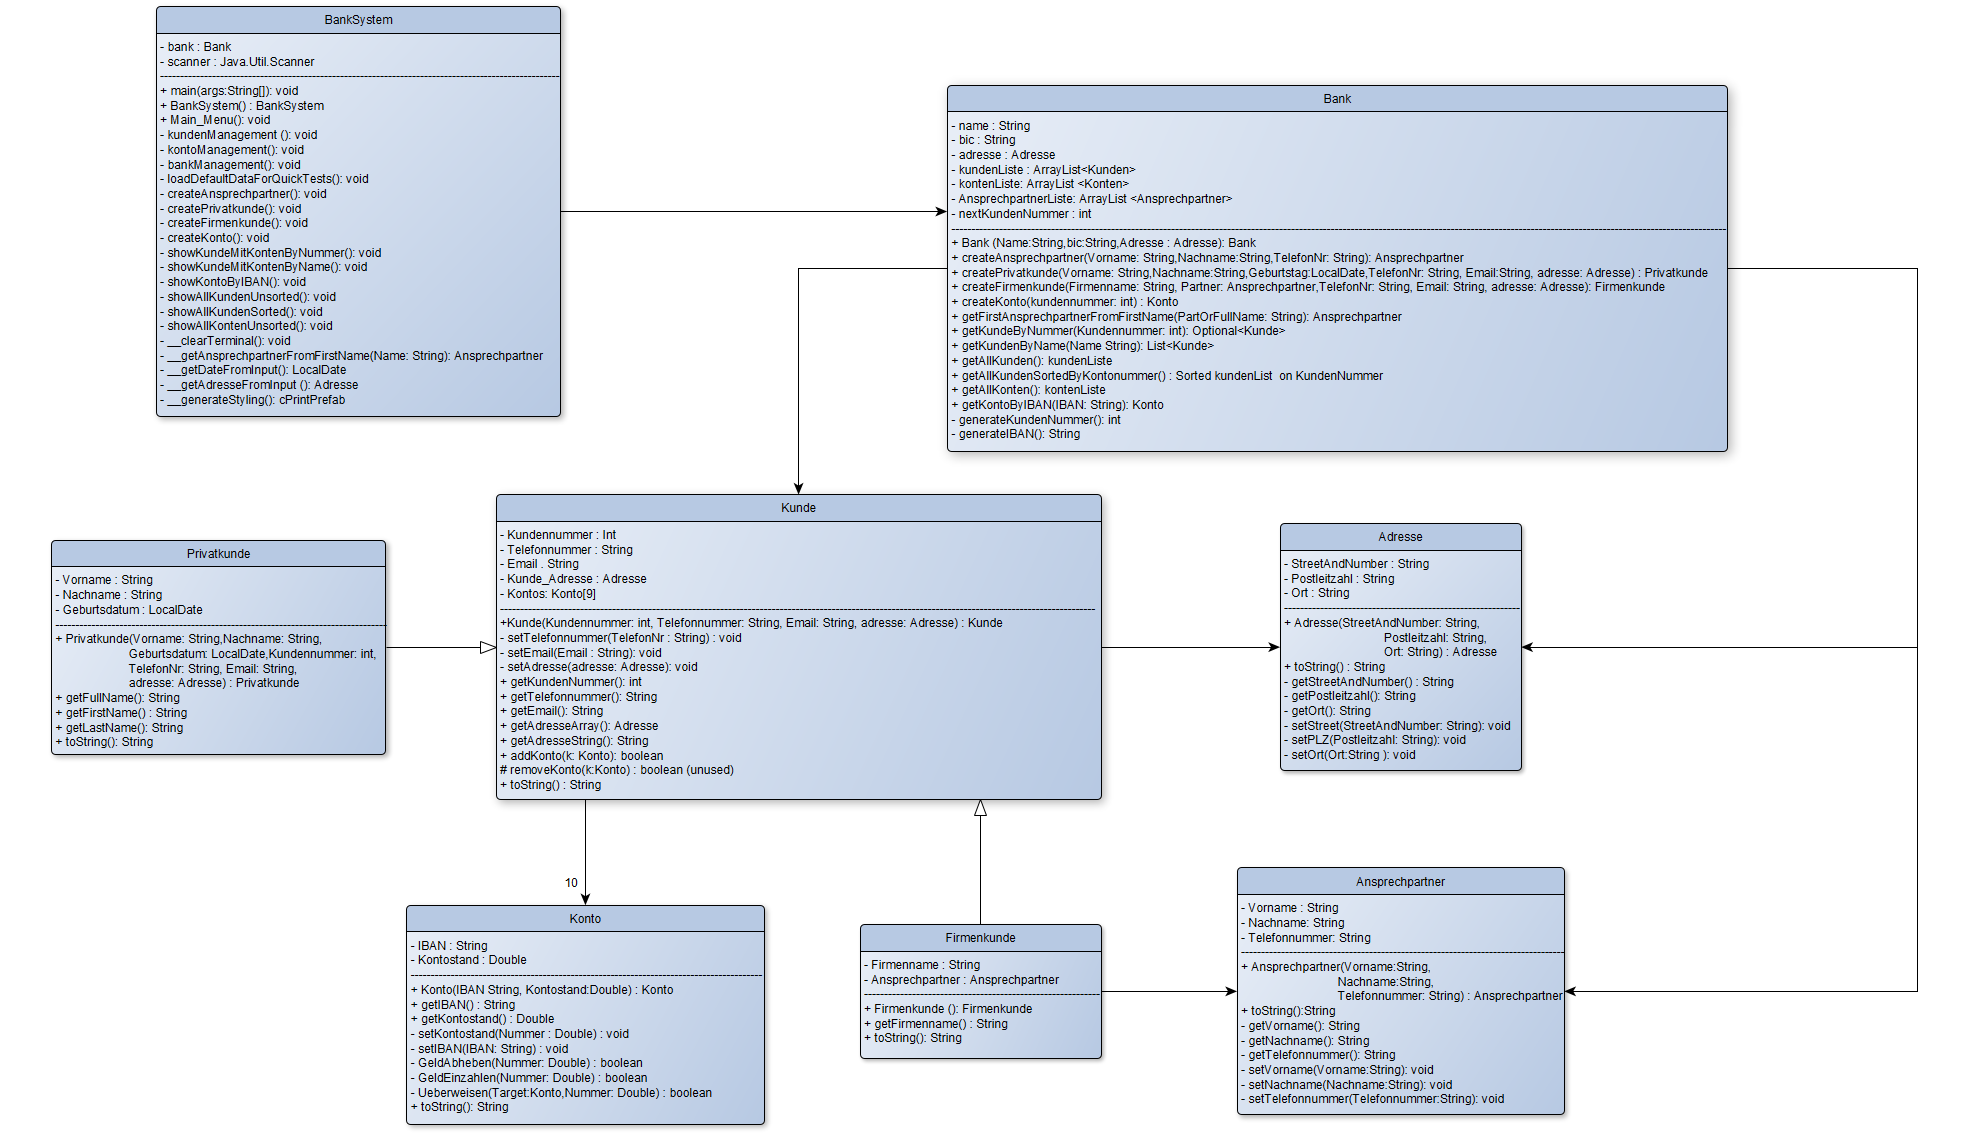 BankSystem
- bank : Bank
- scanner : Java.Util.Scanner
+ main(args:String[]): void
+ BankSystem() : BankSystem
+ Main_Menu(): void
- kundenManagement (): void
- kontoManagement(): void
- bankManagement(): void
- loadDefaultDataForQuickTests(): void
- createAnsprechpartner(): void
- createPrivatkunde(): void
- createFirmenkunde(): void
- createKonto(): void
- showKundeMitKontenByNummer(): void
- showKundeMitKontenByName(): void
- showKontoByIBAN(): void
- showAllKundenUnsorted(): void
- showAllKundenSorted(): void
- showAllKontenUnsorted(): void
- __clearTerminal(): void
- __getAnsprechpartnerFromFirstName(Name: String): Ansprechpartner
- __getDateFromInput(): LocalDate
- __getAdresseFromInput (): Adresse
- __generateStyling(): cPrintPrefab
Bank
- name : String
- bic : String
- adresse : Adresse
- kundenListe : ArrayList<Kunden>
- kontenListe: ArrayList <Konten>
- AnsprechpartnerListe: ArrayList <Ansprechpartner>
- nextKundenNummer : int
+ Bank (Name:String,bic:String,Adresse : Adresse): Bank
+ createAnsprechpartner(Vorname: String,Nachname:String,TelefonNr: String): Ansprechpartner
+ createPrivatkunde(Vorname: String,Nachname:String,Geburtstag:LocalDate,TelefonNr: String, Email:String, adresse: Adresse) : Privatkunde
+ createFirmenkunde(Firmenname: String, Partner: Ansprechpartner,TelefonNr: String, Email: String, adresse: Adresse): Firmenkunde
+ createKonto(kundennummer: int) : Konto
+ getFirstAnsprechpartnerFromFirstName(PartOrFullName: String): Ansprechpartner
+ getKundeByNummer(Kundennummer: int): Optional<Kunde>
+ getKundenByName(Name String): List<Kunde>
+ getAllKunden(): kundenListe
+ getAllKundenSortedByKontonummer() : Sorted kundenList  on KundenNummer
+ getAllKonten(): kontenListe
+ getKontoByIBAN(IBAN: String): Konto
- generateKundenNummer(): int
- generateIBAN(): String
Kunde
- Kundennummer : Int
- Telefonnummer : String
- Email . String
- Kunde_Adresse : Adresse
- Kontos: Konto[9]
+Kunde(Kundennummer: int, Telefonnummer: String, Email: String, adresse: Adresse) : Kunde
- setTelefonnummer(TelefonNr : String) : void
- setEmail(Email : String): void
- setAdresse(adresse: Adresse): void
+ getKundenNummer(): int
+ getTelefonnummer(): String
+ getEmail(): String
+ getAdresseArray(): Adresse
+ getAdresseString(): String
+ addKonto(k: Konto): boolean
# removeKonto(k:Konto) : boolean (unused)
+ toString() : String
Privatkunde
- Vorname : String
- Nachname : String
- Geburtsdatum : LocalDate
+ Privatkunde(Vorname: String,Nachname: String,
Geburtsdatum: LocalDate,Kundennummer: int,
TelefonNr: String, Email: String,
adresse: Adresse) : Privatkunde
+ getFullName(): String
+ getFirstName() : String
+ getLastName(): String
+ toString(): String
Adresse
- StreetAndNumber : String
- Postleitzahl : String
- Ort : String
+ Adresse(StreetAndNumber: String,
Postleitzahl: String,
Ort: String) : Adresse
+ toString() : String
- getStreetAndNumber() : String
- getPostleitzahl(): String
- getOrt(): String
- setStreet(StreetAndNumber: String): void
- setPLZ(Postleitzahl: String): void
- setOrt(Ort:String ): void
10
Konto
- IBAN : String
- Kontostand : Double
+ Konto(IBAN String, Kontostand:Double) : Konto
+ getIBAN() : String
+ getKontostand() : Double
- setKontostand(Nummer : Double) : void
- setIBAN(IBAN: String) : void
- GeldAbheben(Nummer: Double) : boolean
- GeldEinzahlen(Nummer: Double) : boolean
- Ueberweisen(Target:Konto,Nummer: Double) : boolean
+ toString(): String
Firmenkunde
- Firmenname : String
- Ansprechpartner : Ansprechpartner
+ Firmenkunde (): Firmenkunde
+ getFirmenname() : String
+ toString(): String
Ansprechpartner
- Vorname : String
- Nachname: String
- Telefonnummer: String
+ Ansprechpartner(Vorname:String,
Nachname:String,
Telefonnummer: String) : Ansprechpartner
+ toString():String
- getVorname(): String
- getNachname(): String
- getTelefonnummer(): String
- setVorname(Vorname:String): void
- setNachname(Nachname:String): void
- setTelefonnummer(Telefonnummer:String): void